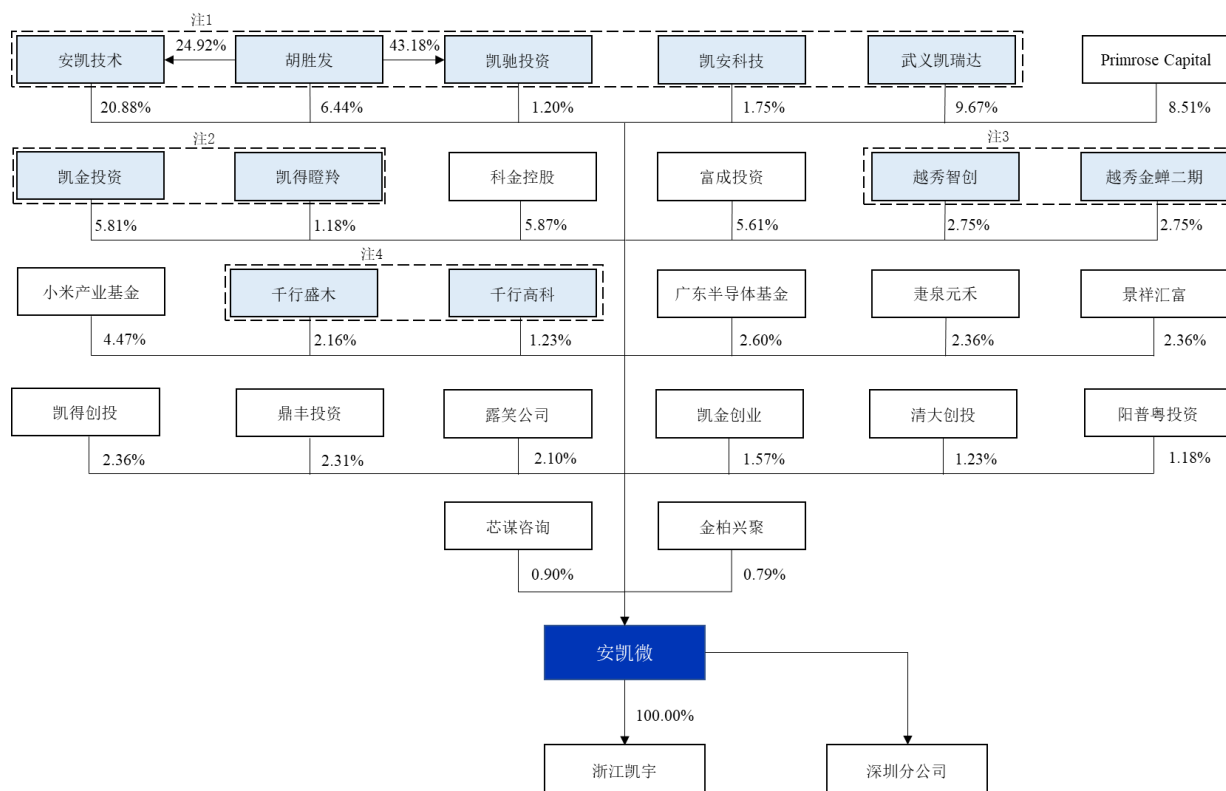 注1
安凯技术
24.92%
胡胜发
43.18%
凯驰投资
凯安科技
武义凯瑞达
Primrose Capital
20.88%
6.44%
1.20%
1.75%
9.67%
8.51%
注2
注3
凯金投资
凯得瞪羚
科金控股
富成投资
越秀智创
越秀金蝉二期
5.81%
1.18%
5.87%
5.61%
2.75%
2.75%
注4
小米产业基金
千行盛木
千行高科
广东半导体基金
疌泉元禾
景祥汇富
4.47%
2.16%
1.23%
2.60%
2.36%
2.36%
凯得创投
鼎丰投资
露笑公司
凯金创业
清大创投
阳普粤投资
2.36%
2.31%
2.10%
1.57%
1.23%
1.18%
芯谋咨询
金柏兴聚
0.90%
0.79%
安凯微
100.00%
浙江凯宇
深圳分公司